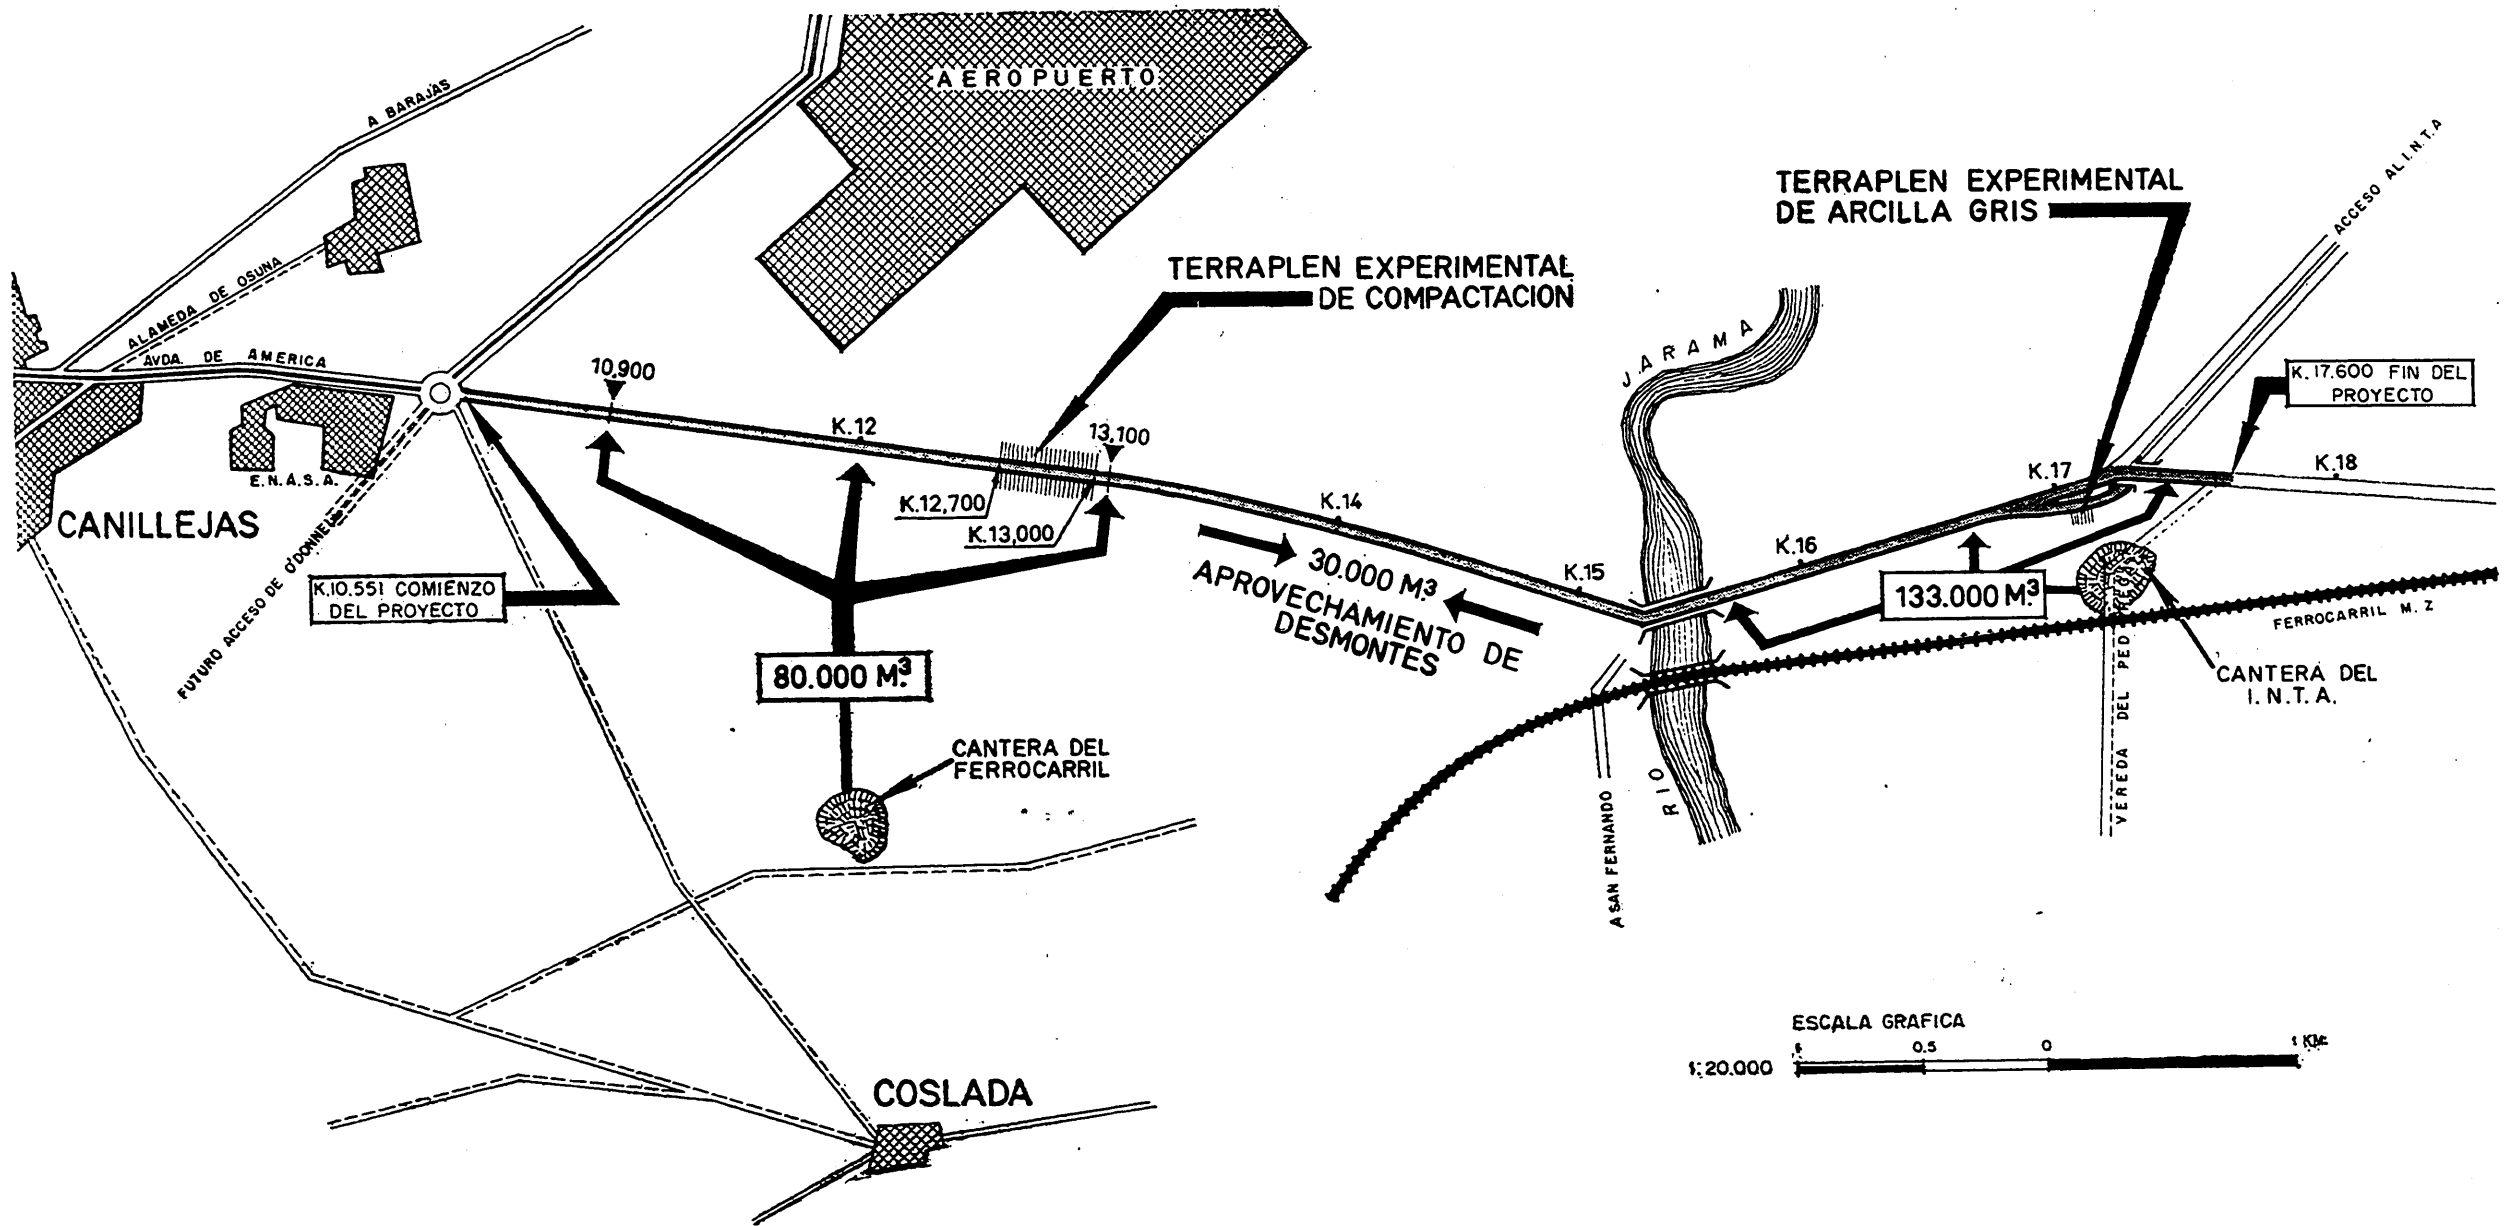 AEROPUERTO
A BARAJAS
ALAMEDA DE OSUNA
AVDA. DE AMERICA
E.N.A.S.A.
CANILLEJAS
FUTURO ACCESO DE O'DONNELL
K.10.551 COMIENZO
DEL PROYECTO
10,900
K.12
TERRAPLEN EXPERIMENTAL
DE COMPACTACION
13,100
K.12,700
K.13,000
80.000 M.³
CANTERA DEL
FERROCARRIL
COSLADA
K.14
30.000 M.³
APROVECHAMIENTO DE
DESMONTES
K.15
JARAMA
RIO
A SAN FERNANDO
K.16
133.000 M.³
TERRAPLEN EXPERIMENTAL
DE ARCILLA GRIS
K.17
ACCESO AL I.N.T.A
K.17.600 FIN DEL
PROYECTO
K.18
FERROCARRIL M. Z
CANTERA DEL
I.N.T.A.
VEREDA DEL
ESCALA GRAFICA
1:20.000
1 0.5 0 1 KM.